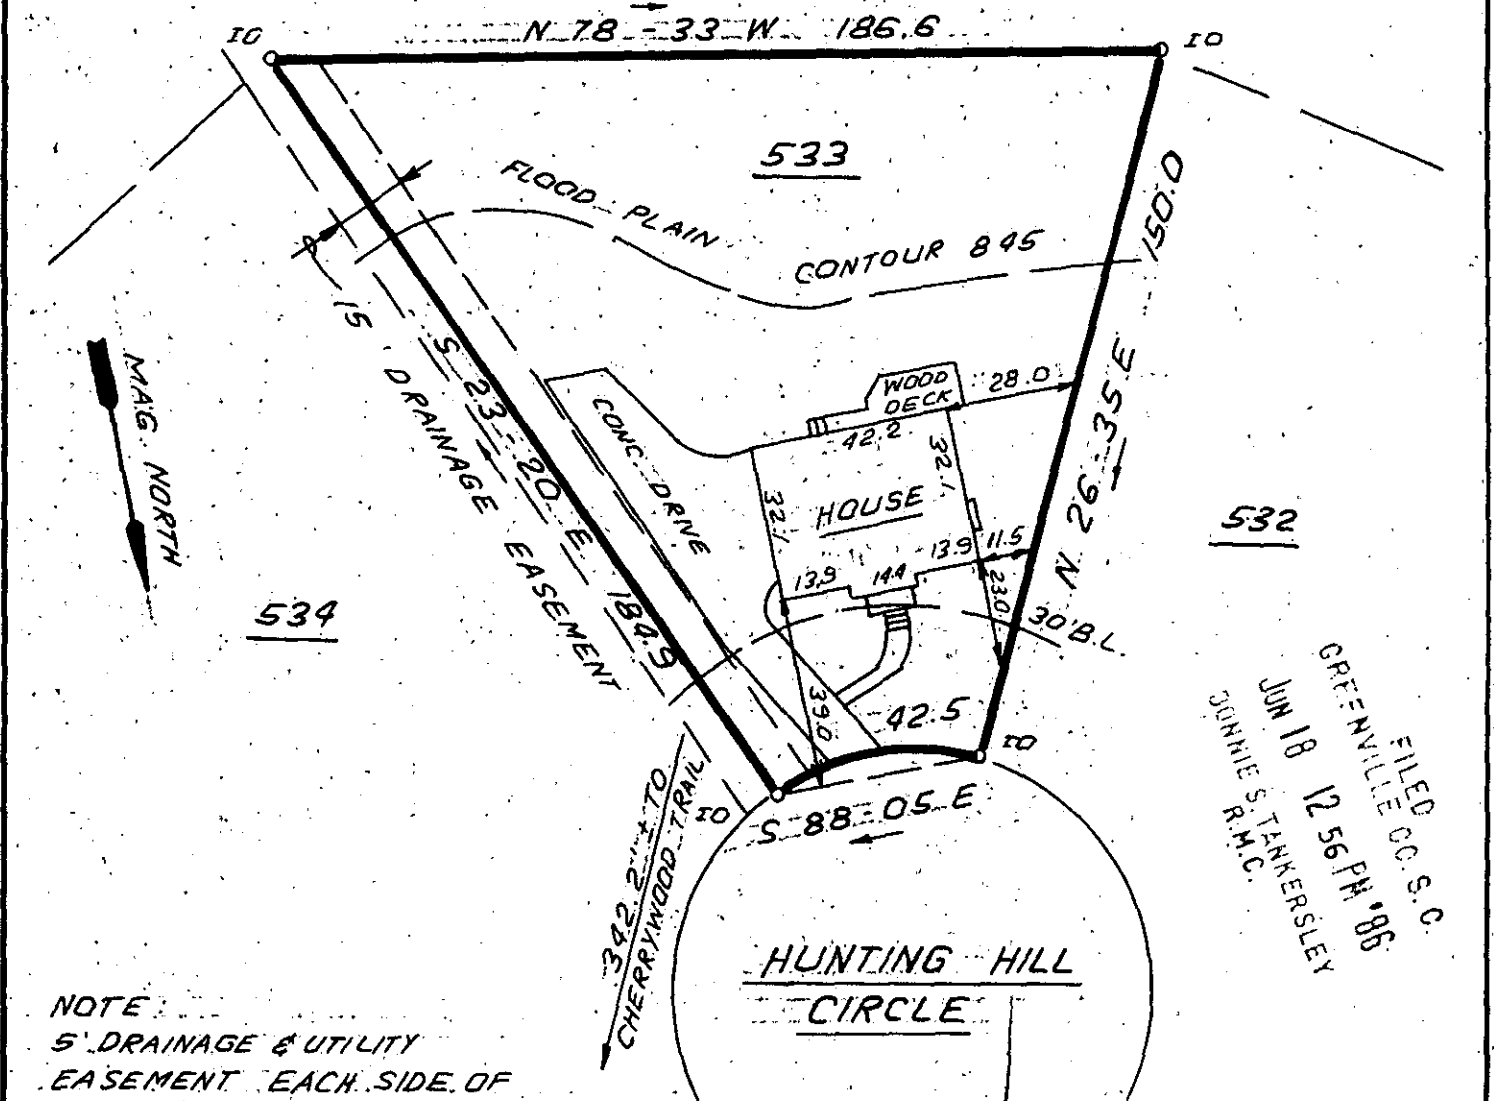 N 78-33 W 186.6
IO
IO
533
FLOOD PLAIN
CONTOUR 845
150.0
N 26-35 E
15' DRAINAGE EASEMENT
S 23-20 E 184.9
MAG. NORTH
CONC. DRIVE
WOOD
DECK
28.0
42.2
32.1
32.1
HOUSE
13.9
11.5
13.9
14.4
23.0
30' B.L.
532
534
39.0
42.5
IO
IO
S 88-05 E
342.2'± TO
CHERRYWOOD TRAIL
FILED
GREENVILLE CO. S. C.
JUN 18 12 56 PM '86
DONNIE S. TANKERSLEY
R.M.C.
HUNTING HILL
CIRCLE
NOTE:
5' DRAINAGE & UTILITY
EASEMENT EACH SIDE OF